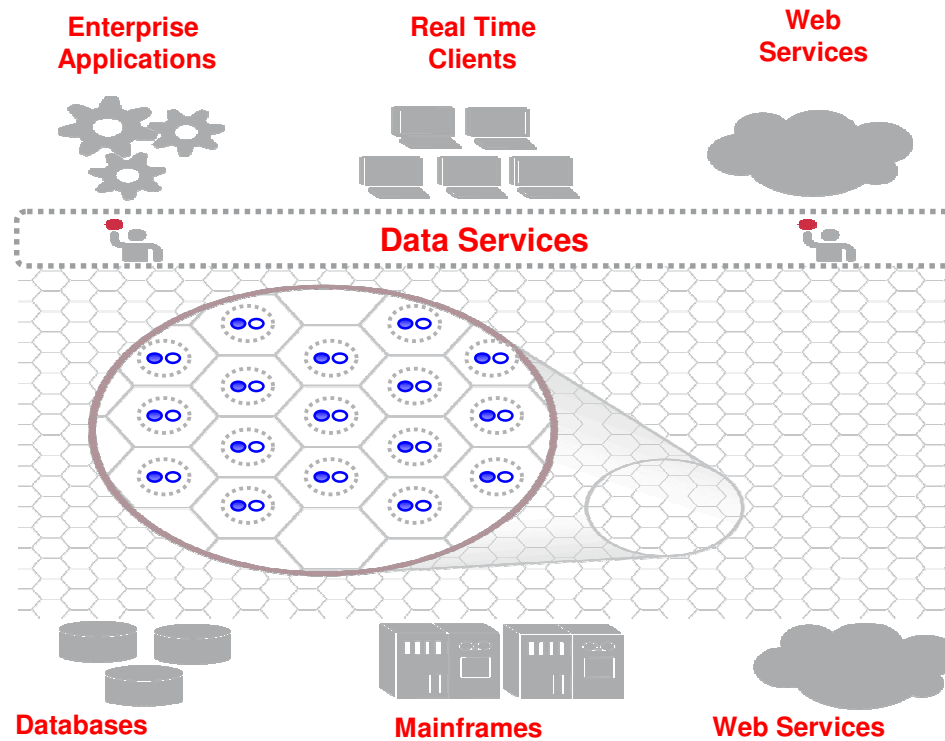 Enterprise
Applications
Real Time
Clients
Web
Services
Data Services
Databases
Mainframes
Web Services